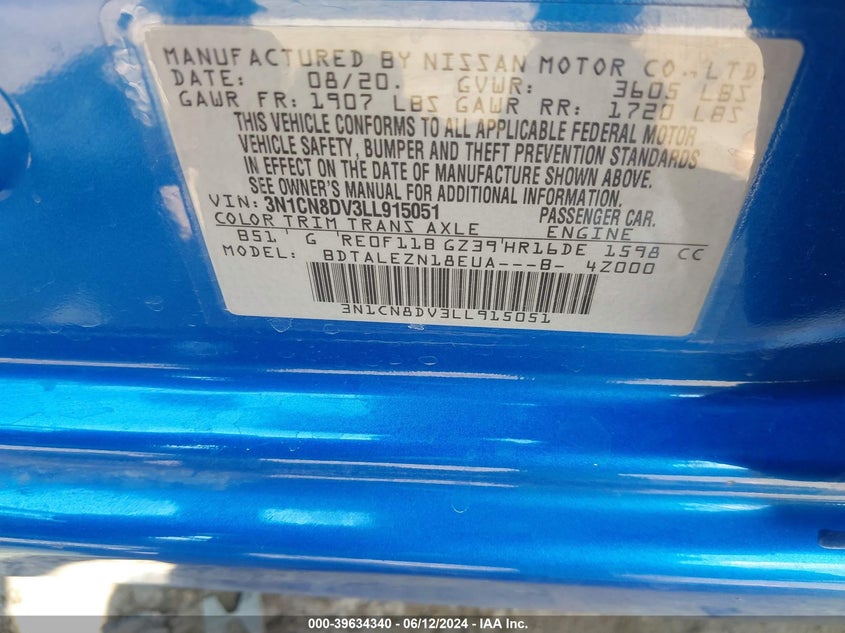 MANUFACTURED BY NISSAN MOTOR CO., LTD.
DATE: 08/20. GVWR: 3605 LBS
GAWR FR: 1907 LBS GAWR RR: 1720 LBS
THIS VEHICLE CONFORMS TO ALL APPLICABLE FEDERAL MOTOR
VEHICLE SAFETY, BUMPER AND THEFT PREVENTION STANDARDS
IN EFFECT ON THE DATE OF MANUFACTURE SHOWN ABOVE.
SEE OWNER'S MANUAL FOR ADDITIONAL INFORMATION.
VIN: 3N1CN8DV3LL915051 PASSENGER CAR.
COLOR TRIM TRANS AXLE ENGINE
B51 G RE0F11B GZ39 HR16DE 1598 CC
MODEL: BDTALEZN18EUA---B- 4Z000
3N1CN8DV3LL915051
000-39634340 - 06/12/2024 - IAA Inc.